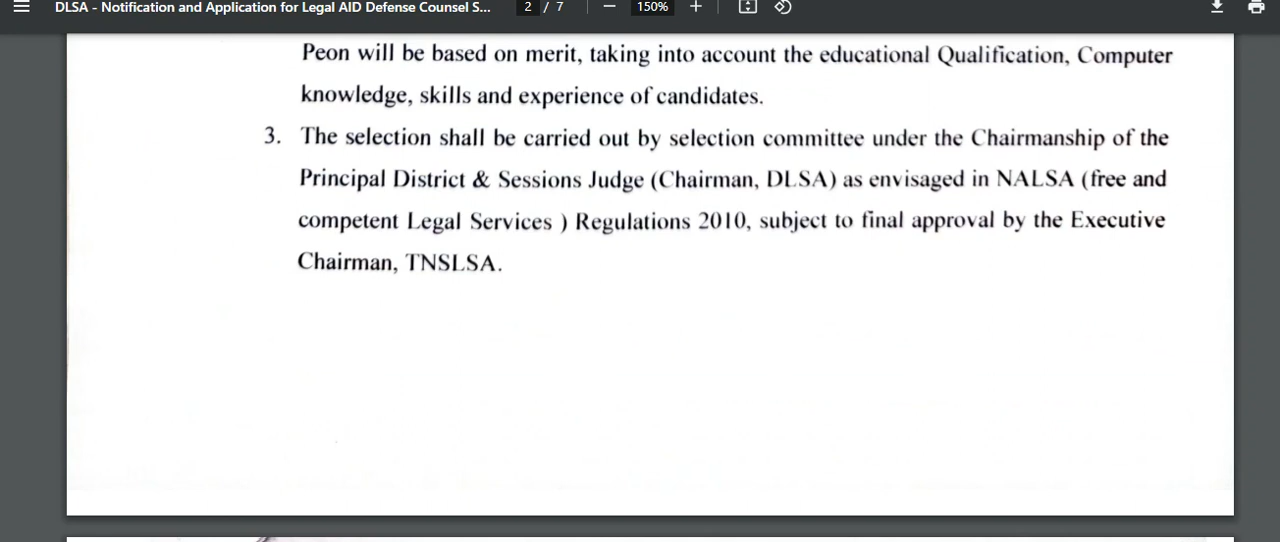 DLSA - Notification and Application for Legal AID Defense Counsel S... 2 / 7 — 150% +
Peon will be based on merit, taking into account the educational Qualification, Computer
knowledge, skills and experience of candidates.
3. The selection shall be carried out by selection committee under the Chairmanship of the
Principal District & Sessions Judge (Chairman, DLSA) as envisaged in NALSA (free and
competent Legal Services ) Regulations 2010, subject to final approval by the Executive
Chairman, TNSLSA.